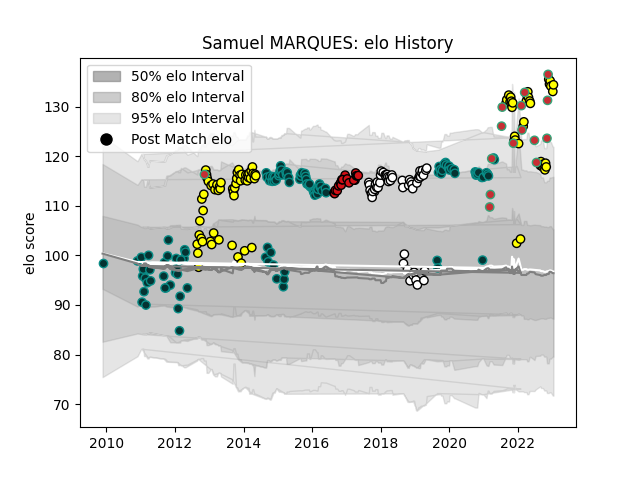 Samuel MARQUES: elo History
50% elo Interval
80% elo Interval
95% elo Interval
Post Match elo
elo score
130
120
110
100
90
80
70
2010 2012 2014 2016 2018 2020 2022